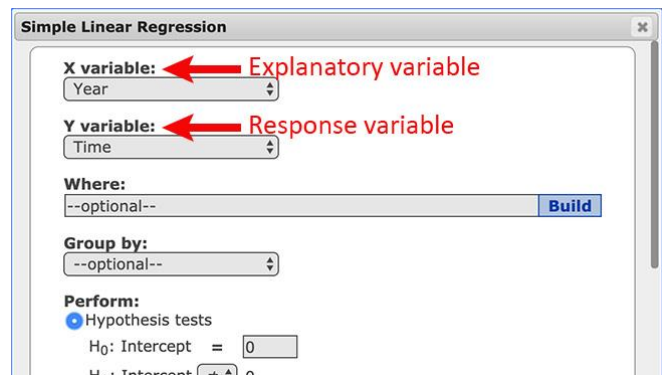 Simple Linear Regression
X variable: Explanatory variable
Year
Y variable: Response variable
Time
Where:
--optional-- Build
Group by:
--optional--
Perform:
Hypothesis tests
H0: Intercept = 0